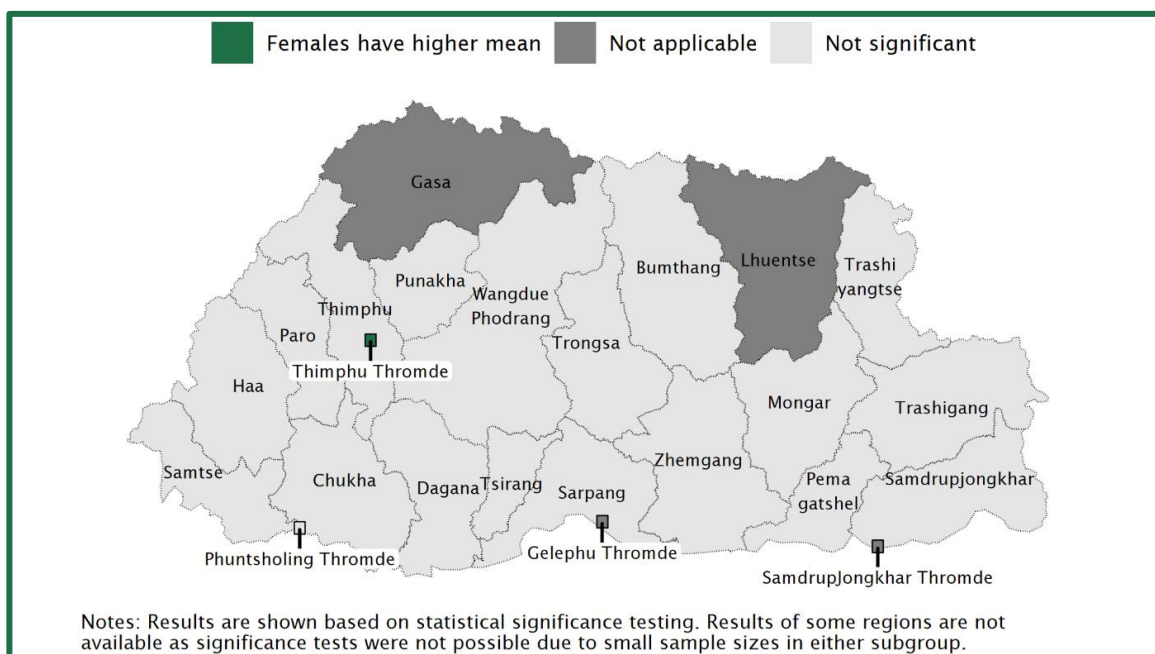 Females have higher mean
Not applicable
Not significant
Gasa
Punakha
Bumthang
Lhuentse
Trashi
yangtse
Wangdue
Phodrang
Thimphu
Paro
Trongsa
Thimphu Thromde
Haa
Mongar
Trashigang
Samtse
Chukha
Dagana
Tsirang
Sarpang
Zhemgang
Pema
gatshel
Samdrupjongkhar
Phuntsholing Thromde
Gelephu Thromde
SamdrupJongkhar Thromde
Notes: Results are shown based on statistical significance testing. Results of some regions are not
available as significance tests were not possible due to small sample sizes in either subgroup.